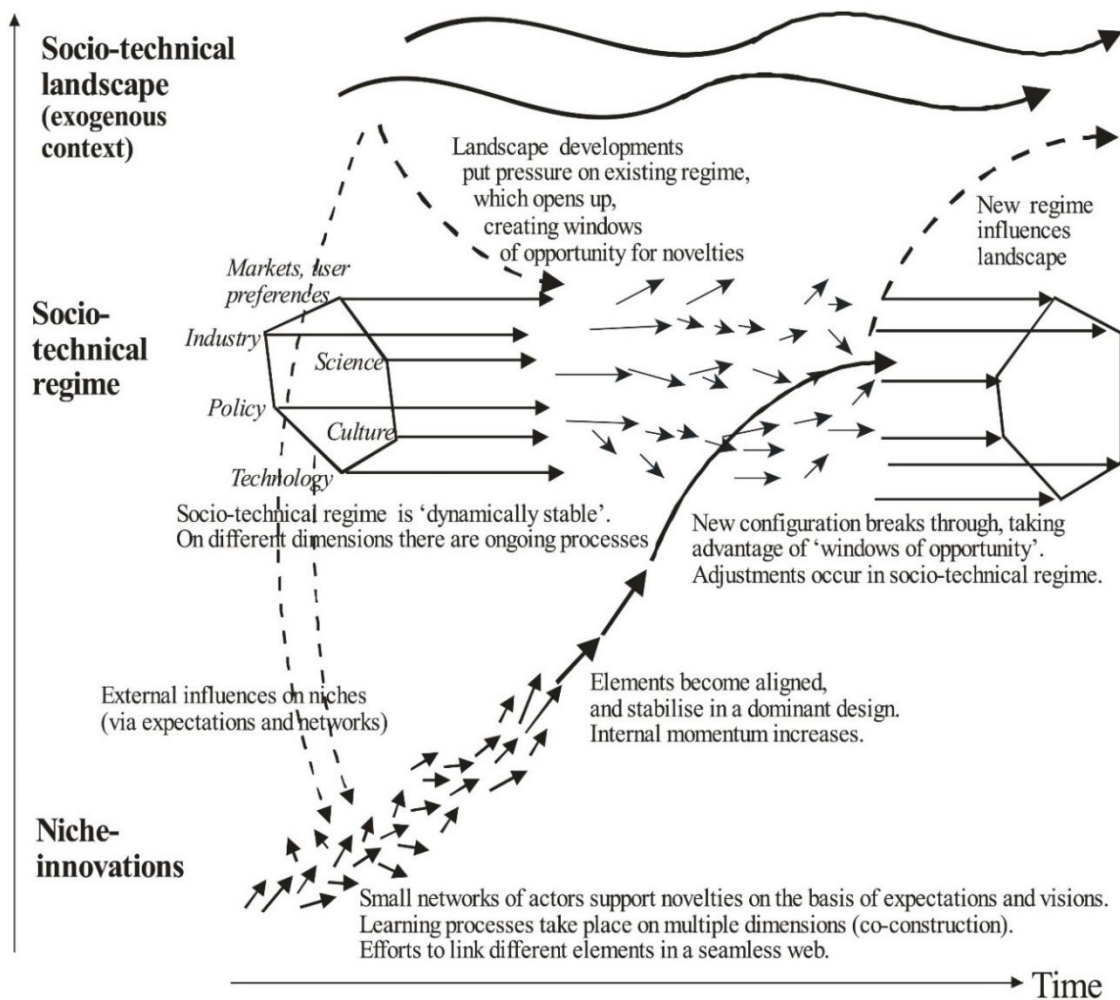 Socio-technical
landscape
(exogenous
context)
Landscape developments
put pressure on existing regime,
which opens up,
creating windows
of opportunity for novelties
New regime
influences
landscape
Markets, user
preferences
Industry
Science
Policy
Culture
Technology
Socio-
technical
regime
Socio-technical regime is ‘dynamically stable’.
On different dimensions there are ongoing processes
New configuration breaks through, taking
advantage of ‘windows of opportunity’.
Adjustments occur in socio-technical regime.
External influences on niches
(via expectations and networks)
Elements become aligned,
and stabilise in a dominant design.
Internal momentum increases.
Niche-
innovations
Small networks of actors support novelties on the basis of expectations and visions.
Learning processes take place on multiple dimensions (co-construction).
Efforts to link different elements in a seamless web.
Time